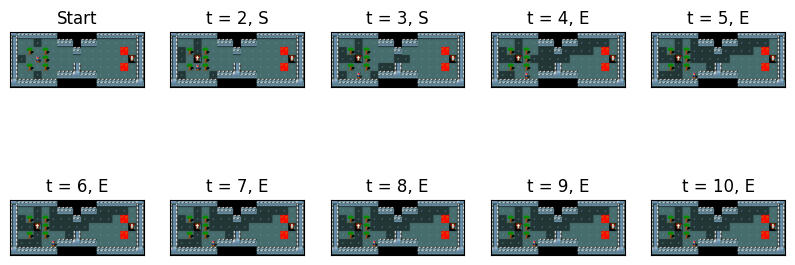 Start
t = 2, S
t = 3, S
t = 4, E
t = 5, E
t = 6, E
t = 7, E
t = 8, E
t = 9, E
t = 10, E